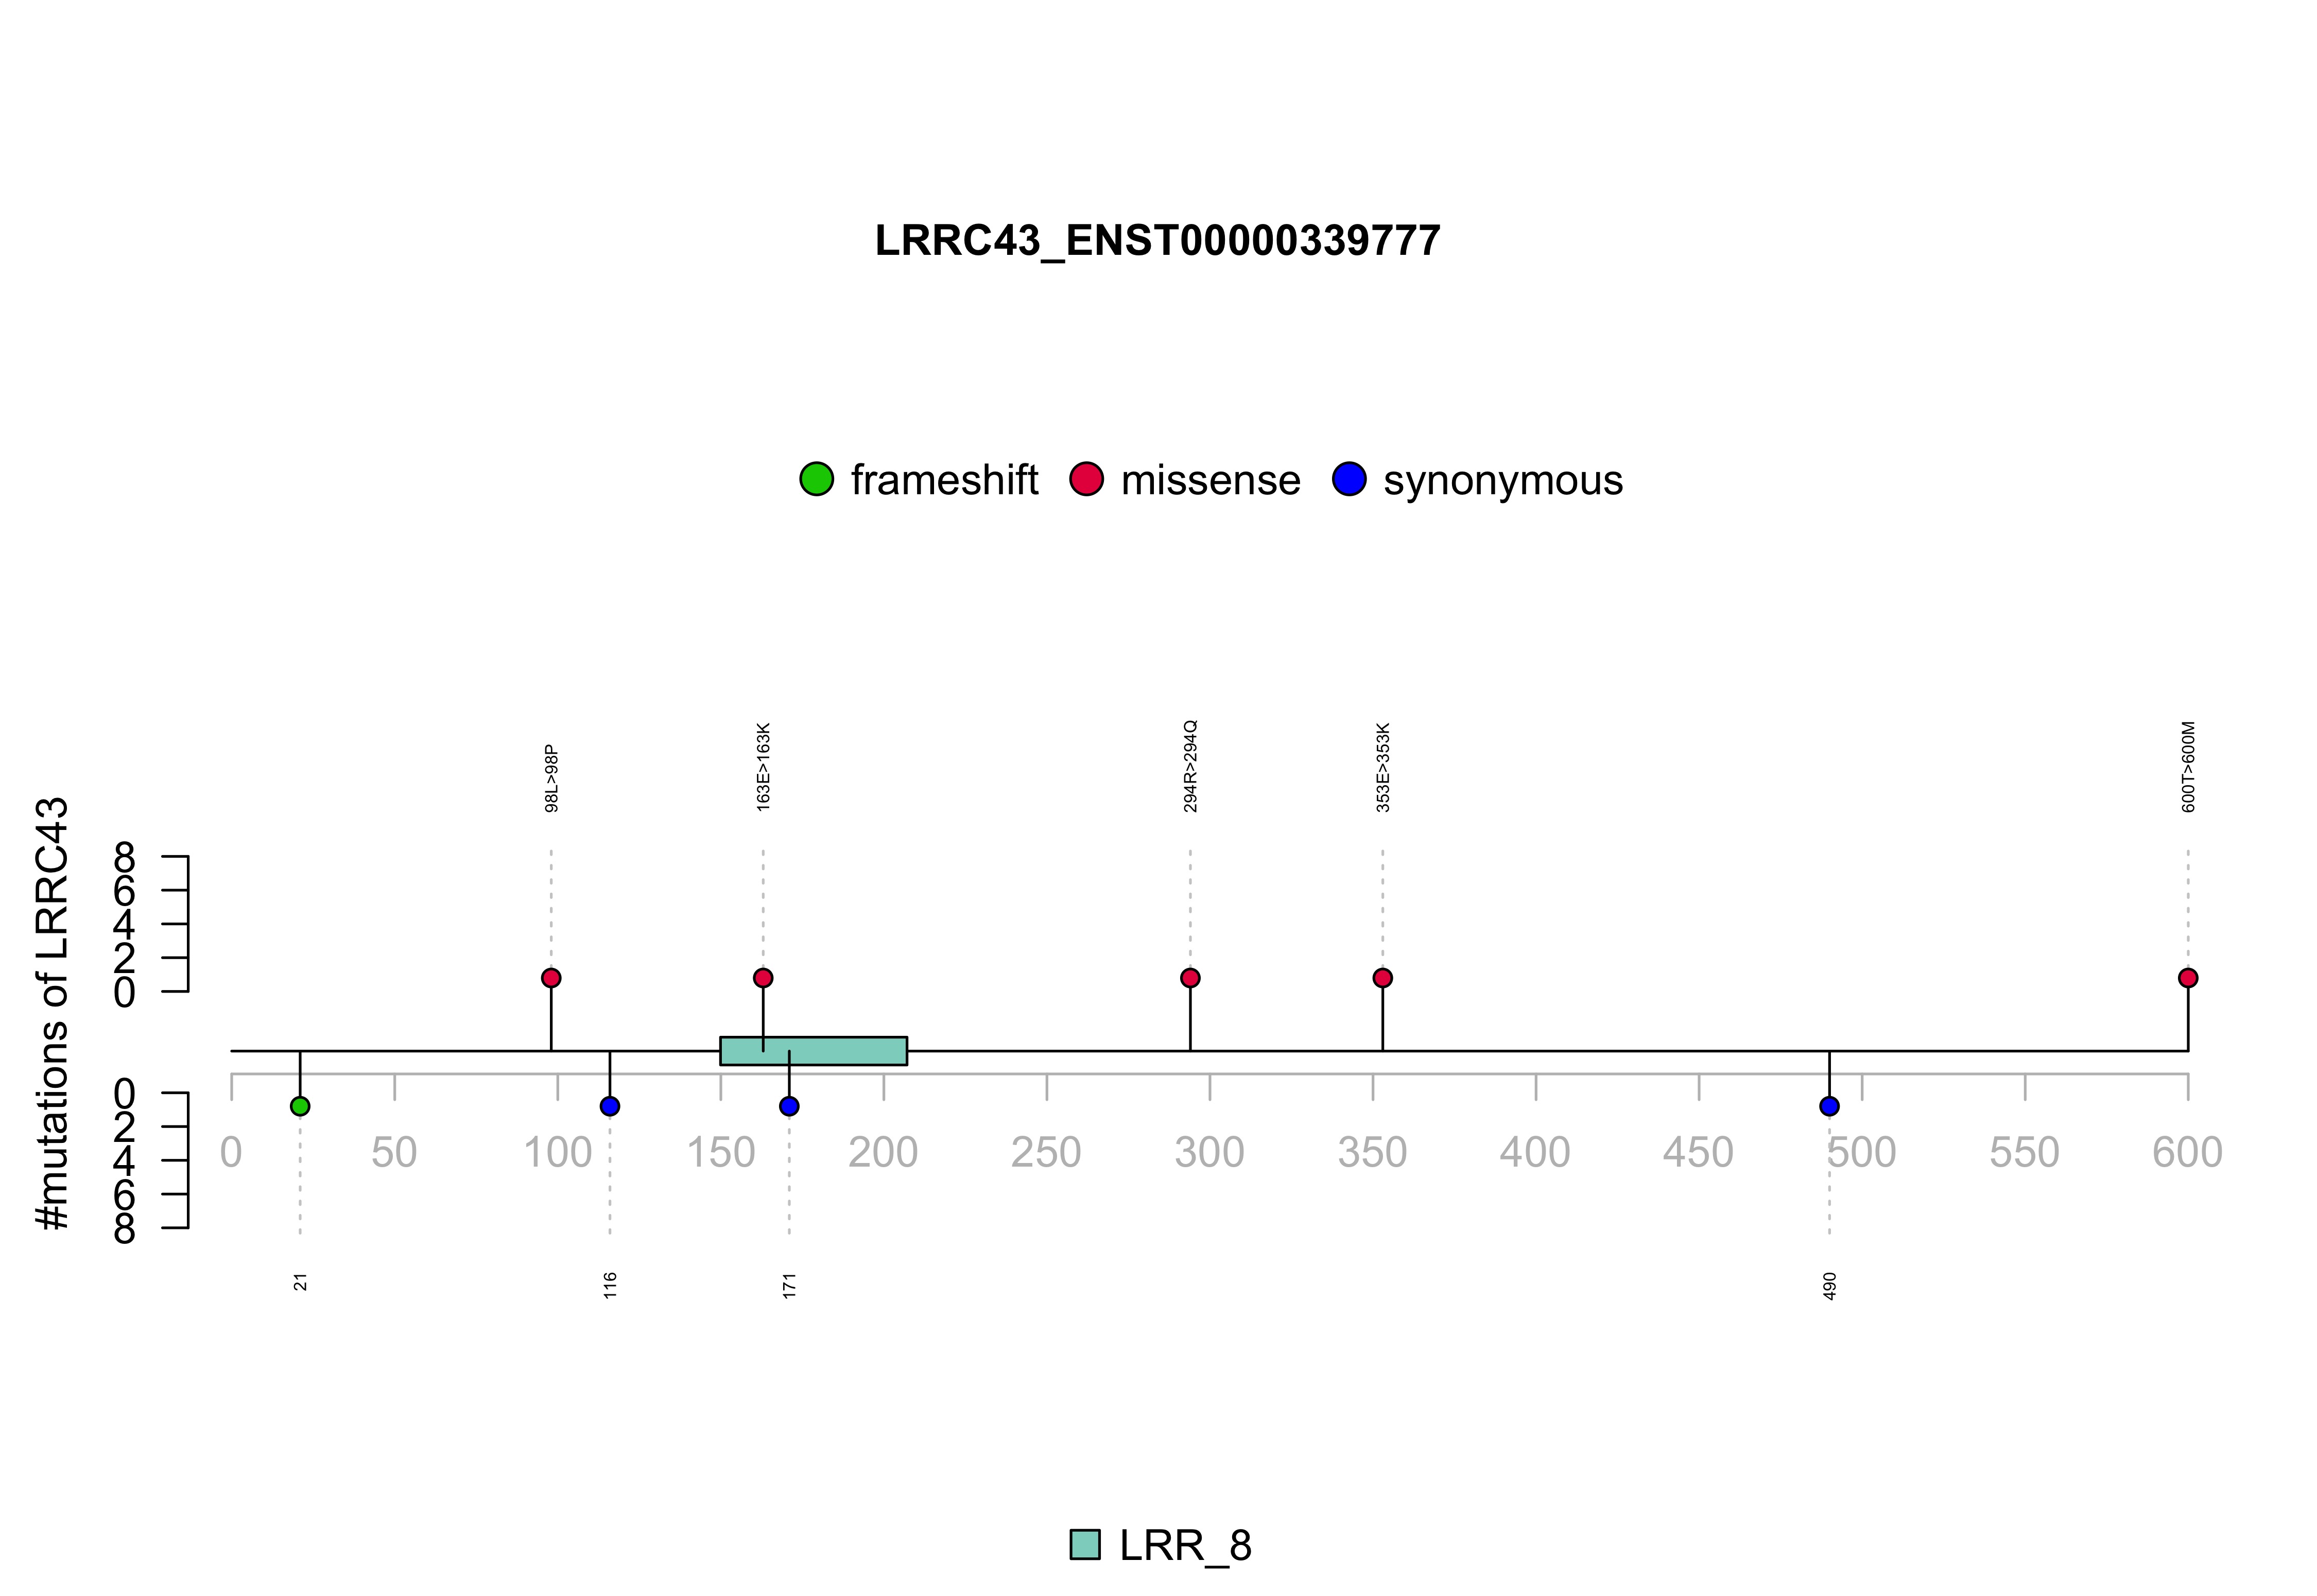 LRRC43_ENST00000339777
frameshift missense synonymous
98L>98P
163E>163K
294R>294Q
353E>353K
600T>600M
#mutations of LRRC43
8
6
4
2
0
0
2
4
6
8
0 50 100 150 200 250 300 350 400 450 500 550 600
21
116
171
490
LRR_8